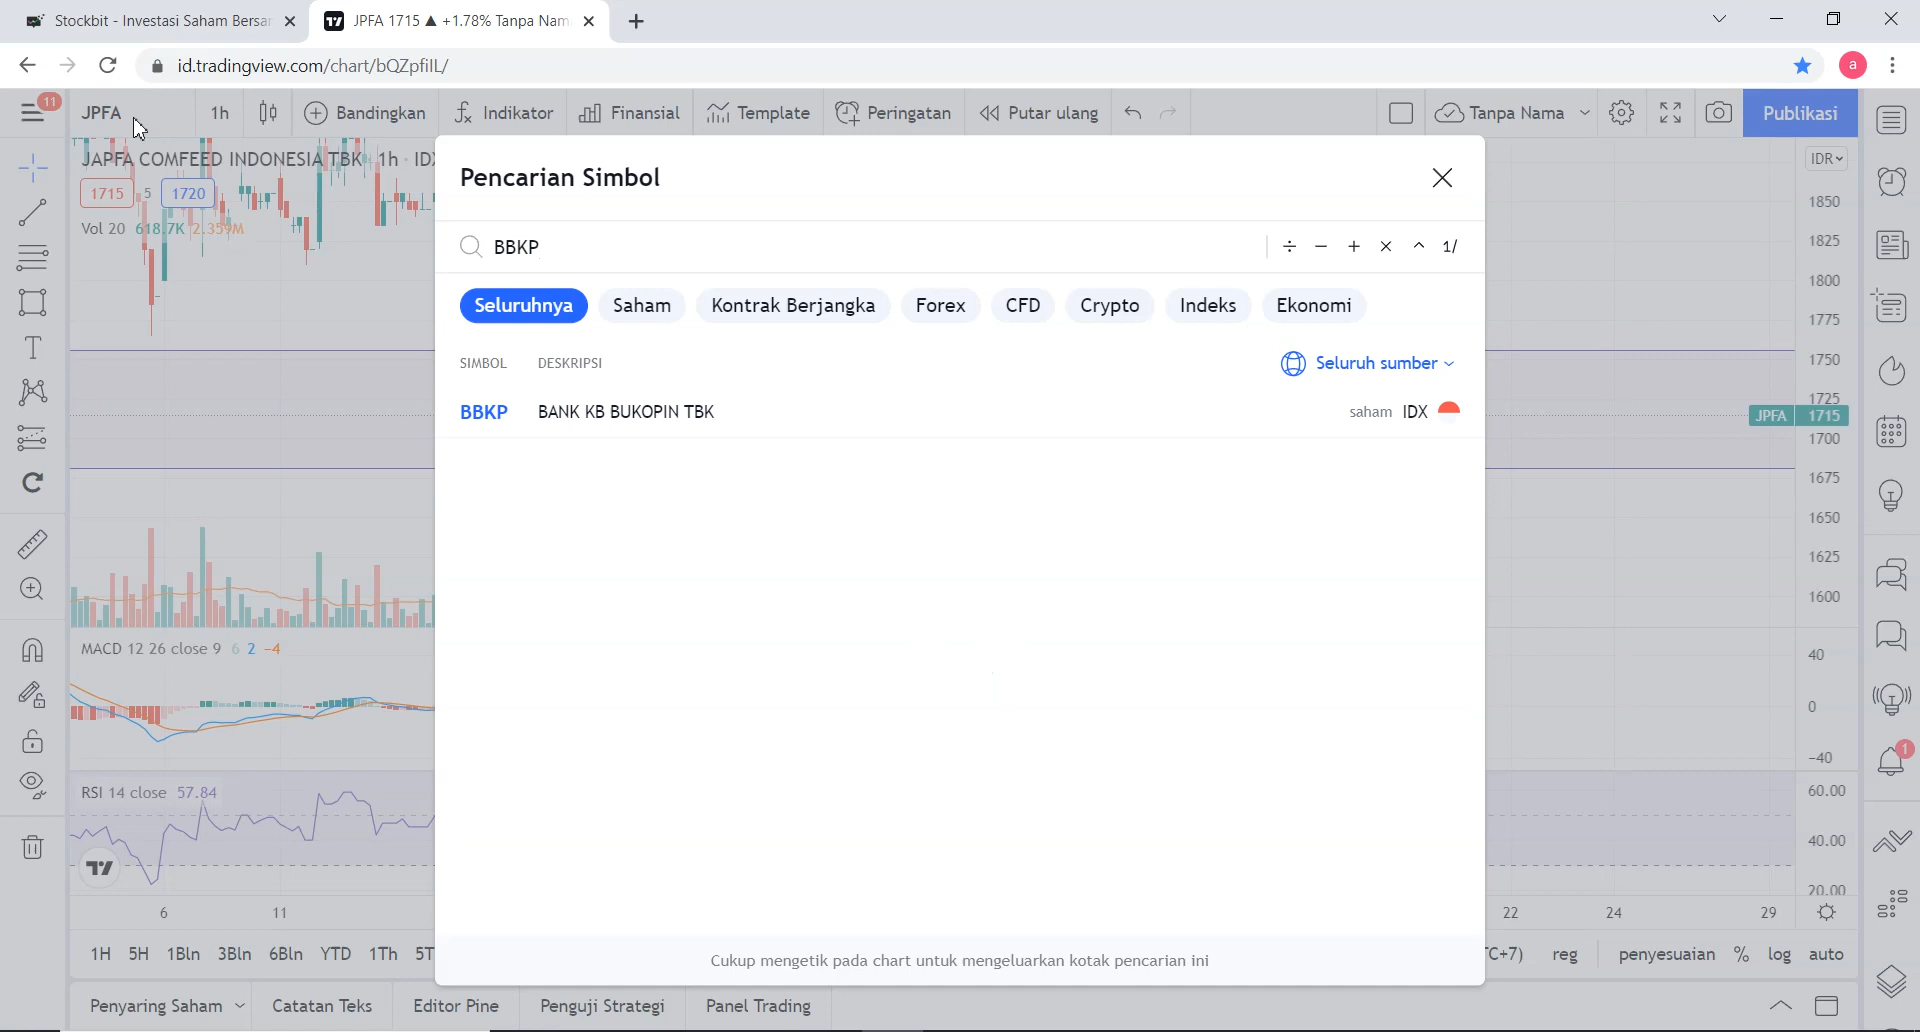 Stockbit - Investasi Saham Bersa
JPFA 1715 ▲ +1.78% Tanpa Nam
id.tradingview.com/chart/bQZpfilL/
a
11
JPFA
1h
Bandingkan
Indikator
Finansial
Template
Peringatan
Putar ulang
Tanpa Nama
Publikasi
JAPFA COMFEED INDONESIA TBK · 1h · IDX
1715 5 1720
Vol 20 618.7K 2.359M
IDR
Pencarian Simbol
BBKP
÷ − + × ^ 1/
Seluruhnya
Saham
Kontrak Berjangka
Forex
CFD
Crypto
Indeks
Ekonomi
SIMBOL DESKRIPSI
Seluruh sumber
BBKP BANK KB BUKOPIN TBK saham IDX
1850
1825
1800
1775
1750
1725
JPFA 1715
1700
1675
1650
1625
1600
MACD 12 26 close 9 6 2 −4
40
0
−40
1
RSI 14 close 57.84
60.00
40.00
20.00
6 11 22 24 29
Cukup mengetik pada chart untuk mengeluarkan kotak pencarian ini
1H 5H 1Bln 3Bln 6Bln YTD 1Th 5T
TC+7) reg penyesuaian % log auto
Penyaring Saham
Catatan Teks
Editor Pine
Penguji Strategi
Panel Trading